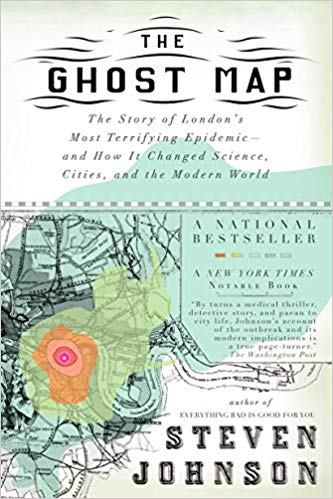 THE
GHOST MAP
The Story of London's
Most Terrifying Epidemic—
and How It Changed Science,
Cities, and the Modern World
A NATIONAL
BESTSELLER
A NEW YORK TIMES
NOTABLE BOOK
"By turns a medical thriller,
detective story, and paean to
city life, Johnson's account
of the outbreak and its
modern implications is
a true page-turner."
—The Washington Post
author of
EVERYTHING BAD IS GOOD FOR YOU
STEVEN
JOHNSON